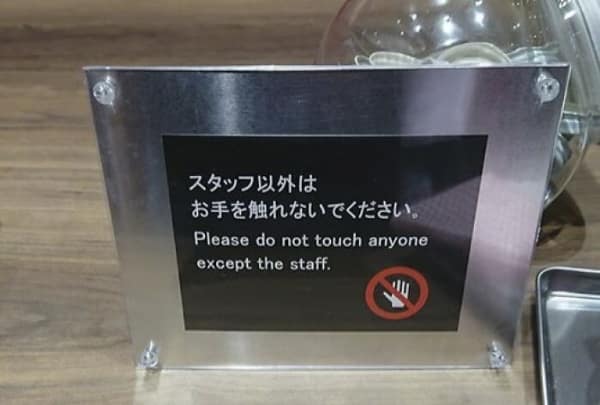 スタッフ以外は
お手を触れないでください。
Please do not touch anyone
except the staff.